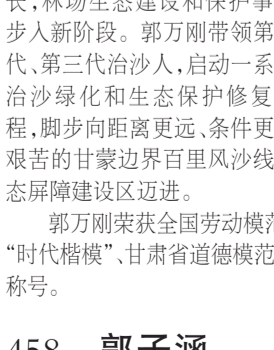 长,林场生态建设和保护事
步入新阶段。郭万刚带领第
代、第三代治沙人,启动一系
治沙绿化和生态保护修复
程,脚步向距离更远、条件更
艰苦的甘蒙边界百里风沙线
态屏障建设区迈进。
郭万刚荣获全国劳动模范
“时代楷模”、甘肃省道德模范
称号。
458 郭子涵